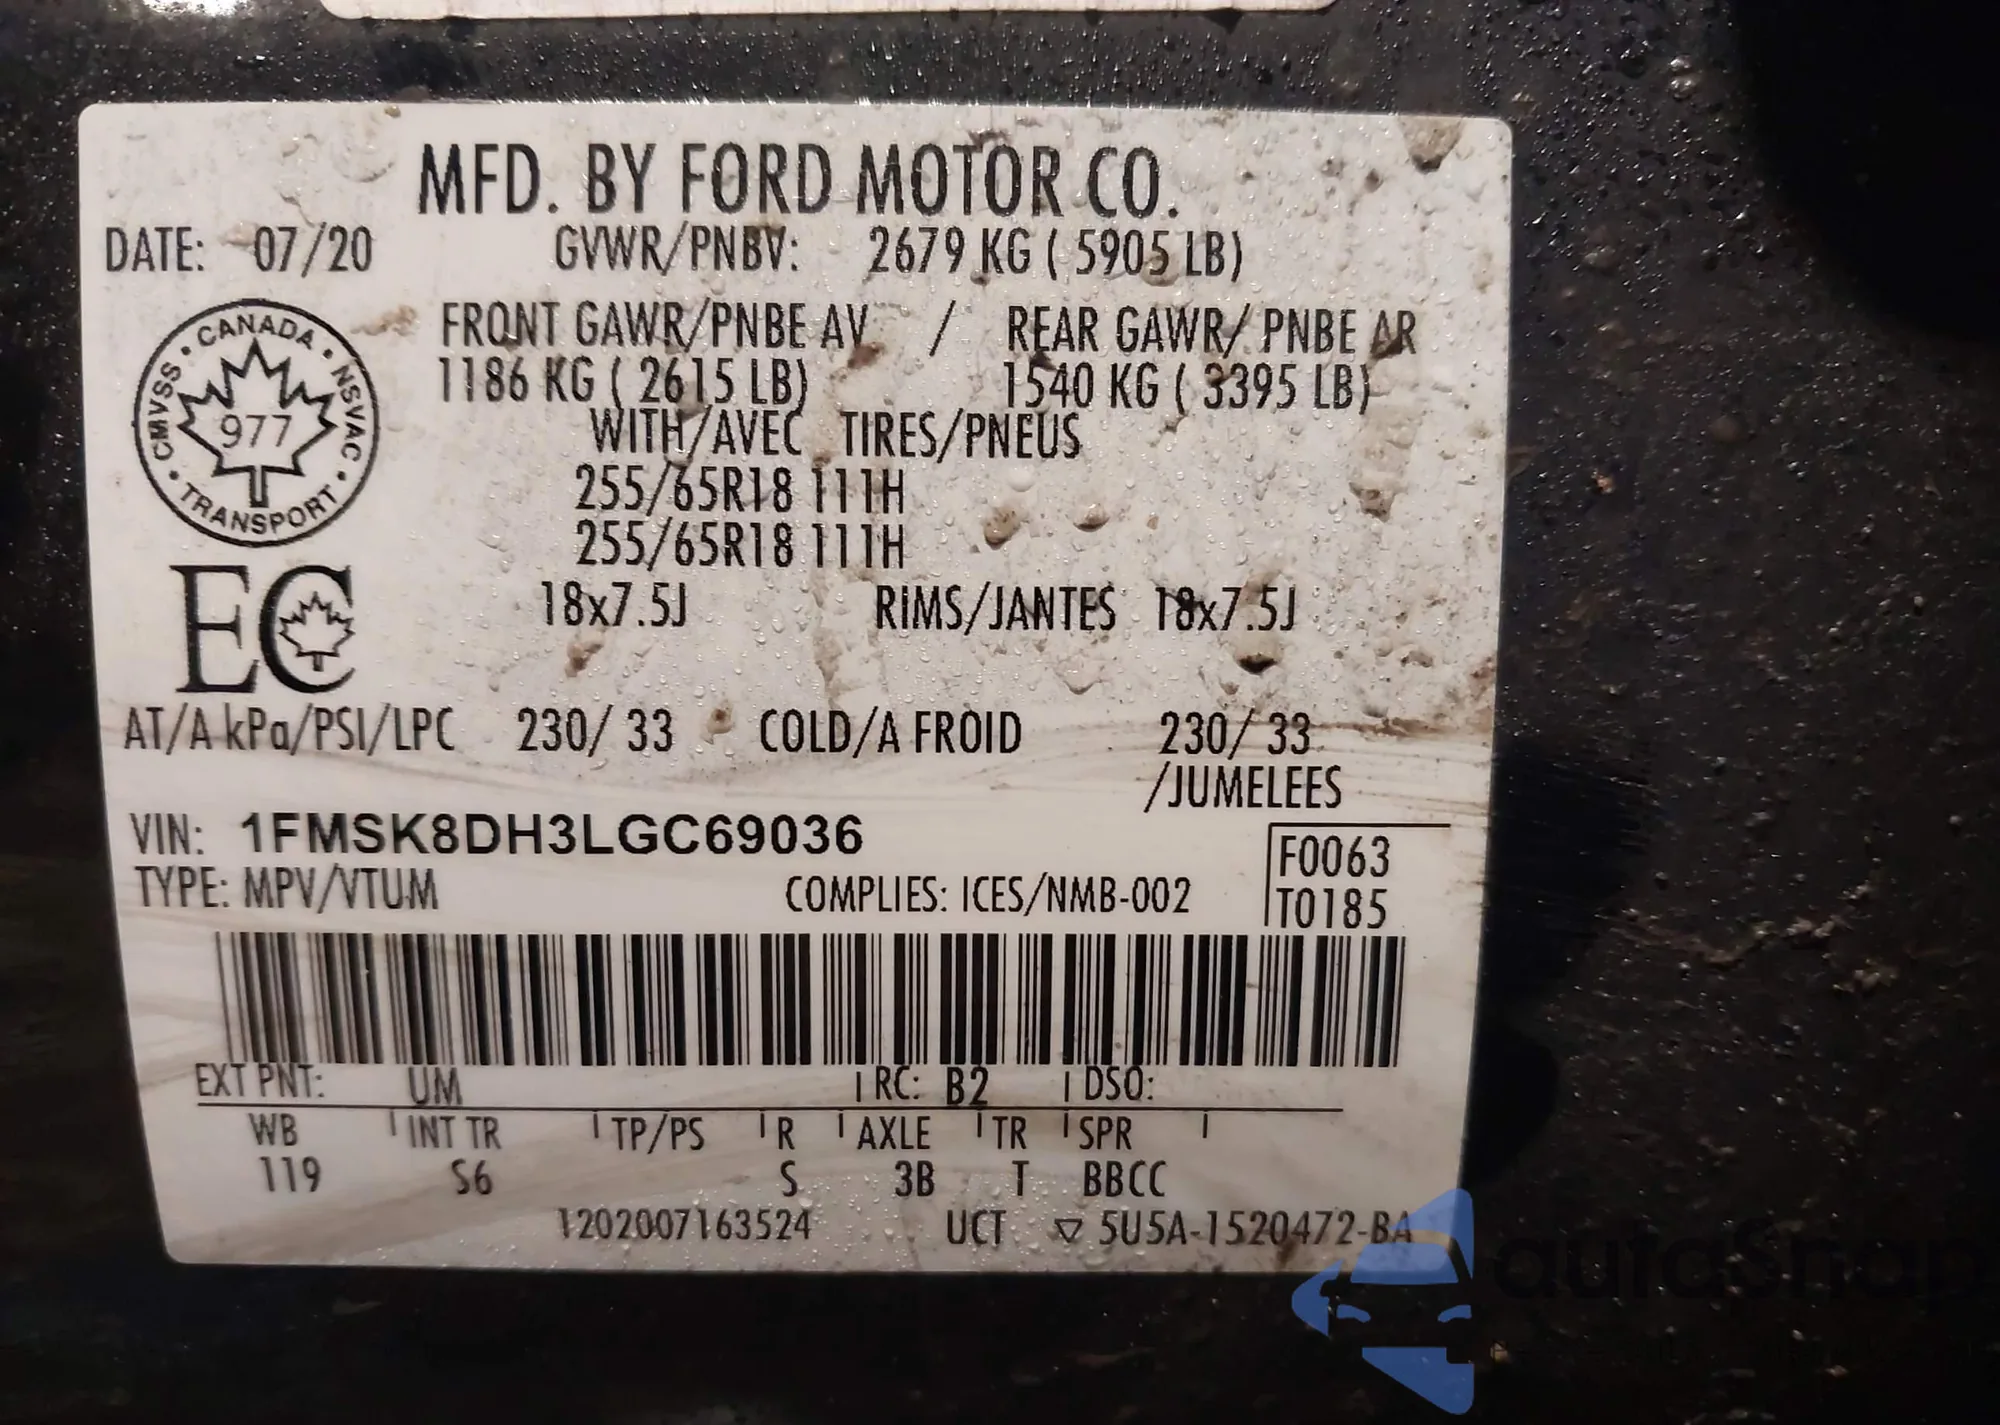 MFD. BY FORD MOTOR CO.
DATE: 07/20 GVWR/PNBV: 2679 KG ( 5905 LB)
FRONT GAWR/PNBE AV / REAR GAWR/ PNBE AR
1186 KG ( 2615 LB) 1540 KG ( 3395 LB)
WITH/AVEC TIRES/PNEUS
255/65R18 111H
255/65R18 111H
18x7.5J RIMS/JANTES 18x7.5J
CANADA · NSVAC · TRANSPORT · CMVSS ·
977
EC
AT/A kPa/PSI/LPC 230/ 33 COLD/A FROID 230/ 33
/JUMELEES
VIN: 1FMSK8DH3LGC69036
F0063
TYPE: MPV/VTUM COMPLIES: ICES/NMB-002
T0185
EXT PNT: UM RC: B2 DSO:
WB INT TR TP/PS R AXLE TR SPR
119 S6 S 3B T BBCC
1202007163524 UCT ▽ 5U5A-1520472-BA
autoSnap